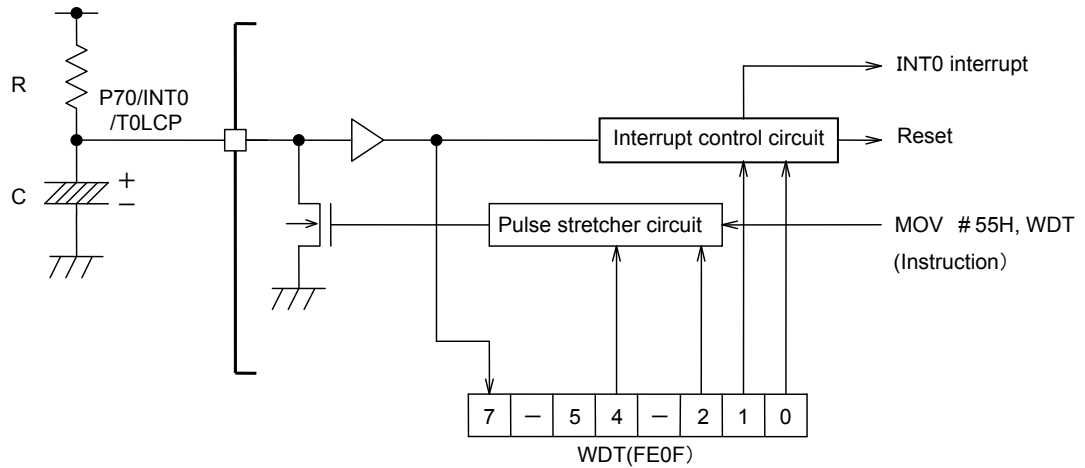 INT0 interrupt
R
P70/INT0
/T0LCP
Interrupt control circuit
Reset
C
+
−
Pulse stretcher circuit
MOV # 55H, WDT
(Instruction）
7 － 5 4 － 2 1 0
WDT(FE0F）